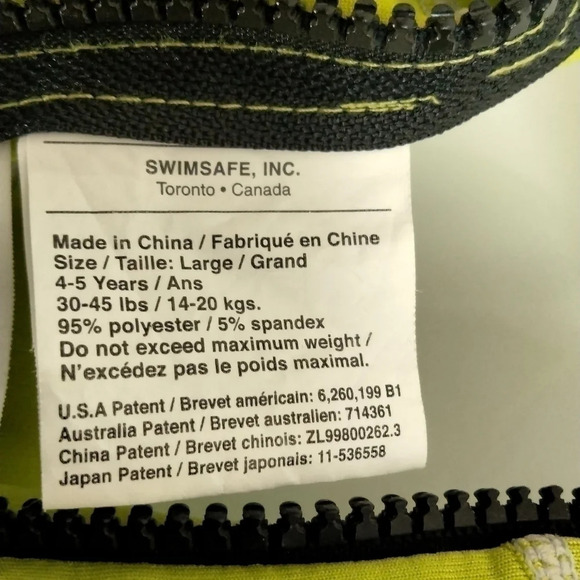 SWIMSAFE, INC.
Toronto • Canada
Made in China / Fabriqué en Chine
Size / Taille: Large / Grand
4-5 Years / Ans
30-45 lbs / 14-20 kgs.
95% polyester / 5% spandex
Do not exceed maximum weight /
N'excédez pas le poids maximal.
U.S.A Patent / Brevet américain: 6,260,199 B1
Australia Patent / Brevet australien: 714361
China Patent / Brevet chinois: ZL99800262.3
Japan Patent / Brevet japonais: 11-536558